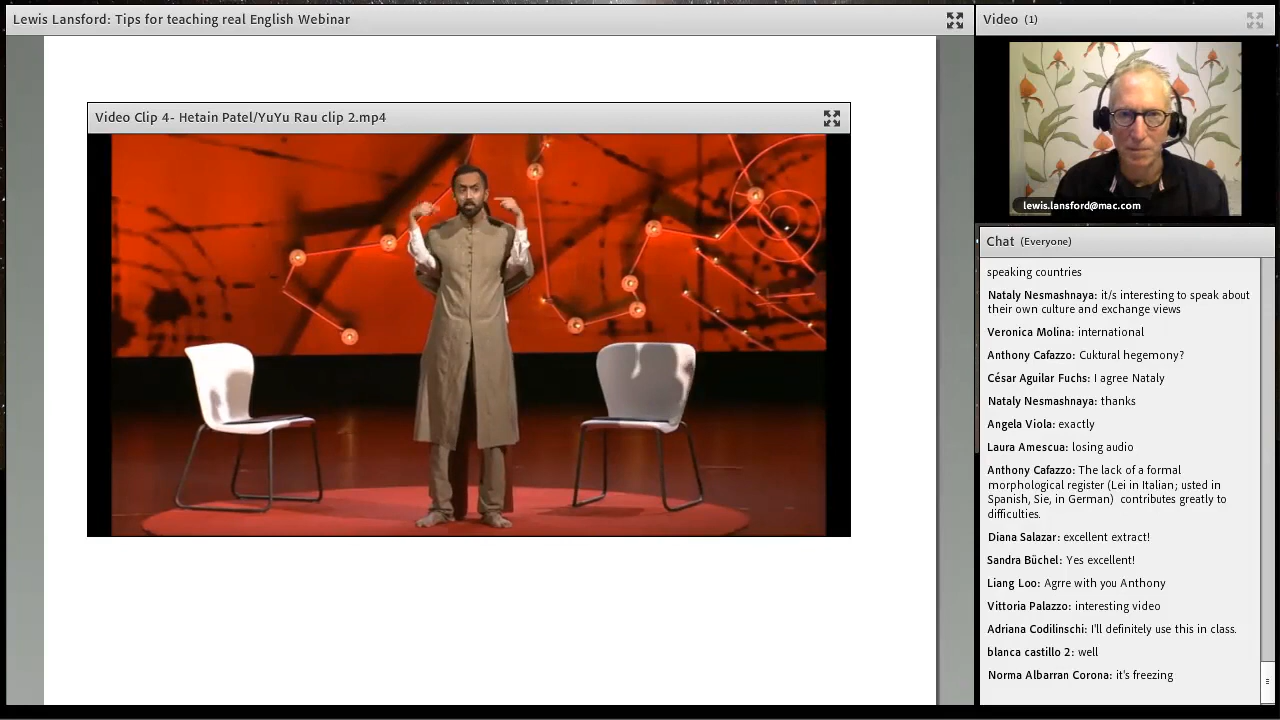 Lewis Lansford: Tips for teaching real English Webinar
Video Clip 4- Hetain Patel/YuYu Rau clip 2.mp4
Video (1)
lewis.lansford@mac.com
Chat (Everyone)
speaking countries
Nataly Nesmashnaya: it/s interesting to speak about
their own culture and exchange views
Veronica Molina: international
Anthony Cafazzo: Cuktural hegemony?
César Aguilar Fuchs: I agree Nataly
Nataly Nesmashnaya: thanks
Angela Viola: exactly
Laura Amescua: losing audio
Anthony Cafazzo: The lack of a formal
morphological register (Lei in Italian; usted in
Spanish, Sie, in German) contributes greatly to
difficulties.
Diana Salazar: excellent extract!
Sandra Büchel: Yes excellent!
Liang Loo: Agrre with you Anthony
Vittoria Palazzo: interesting video
Adriana Codilinschi: I'll definitely use this in class.
blanca castillo 2: well
Norma Albarran Corona: it's freezing